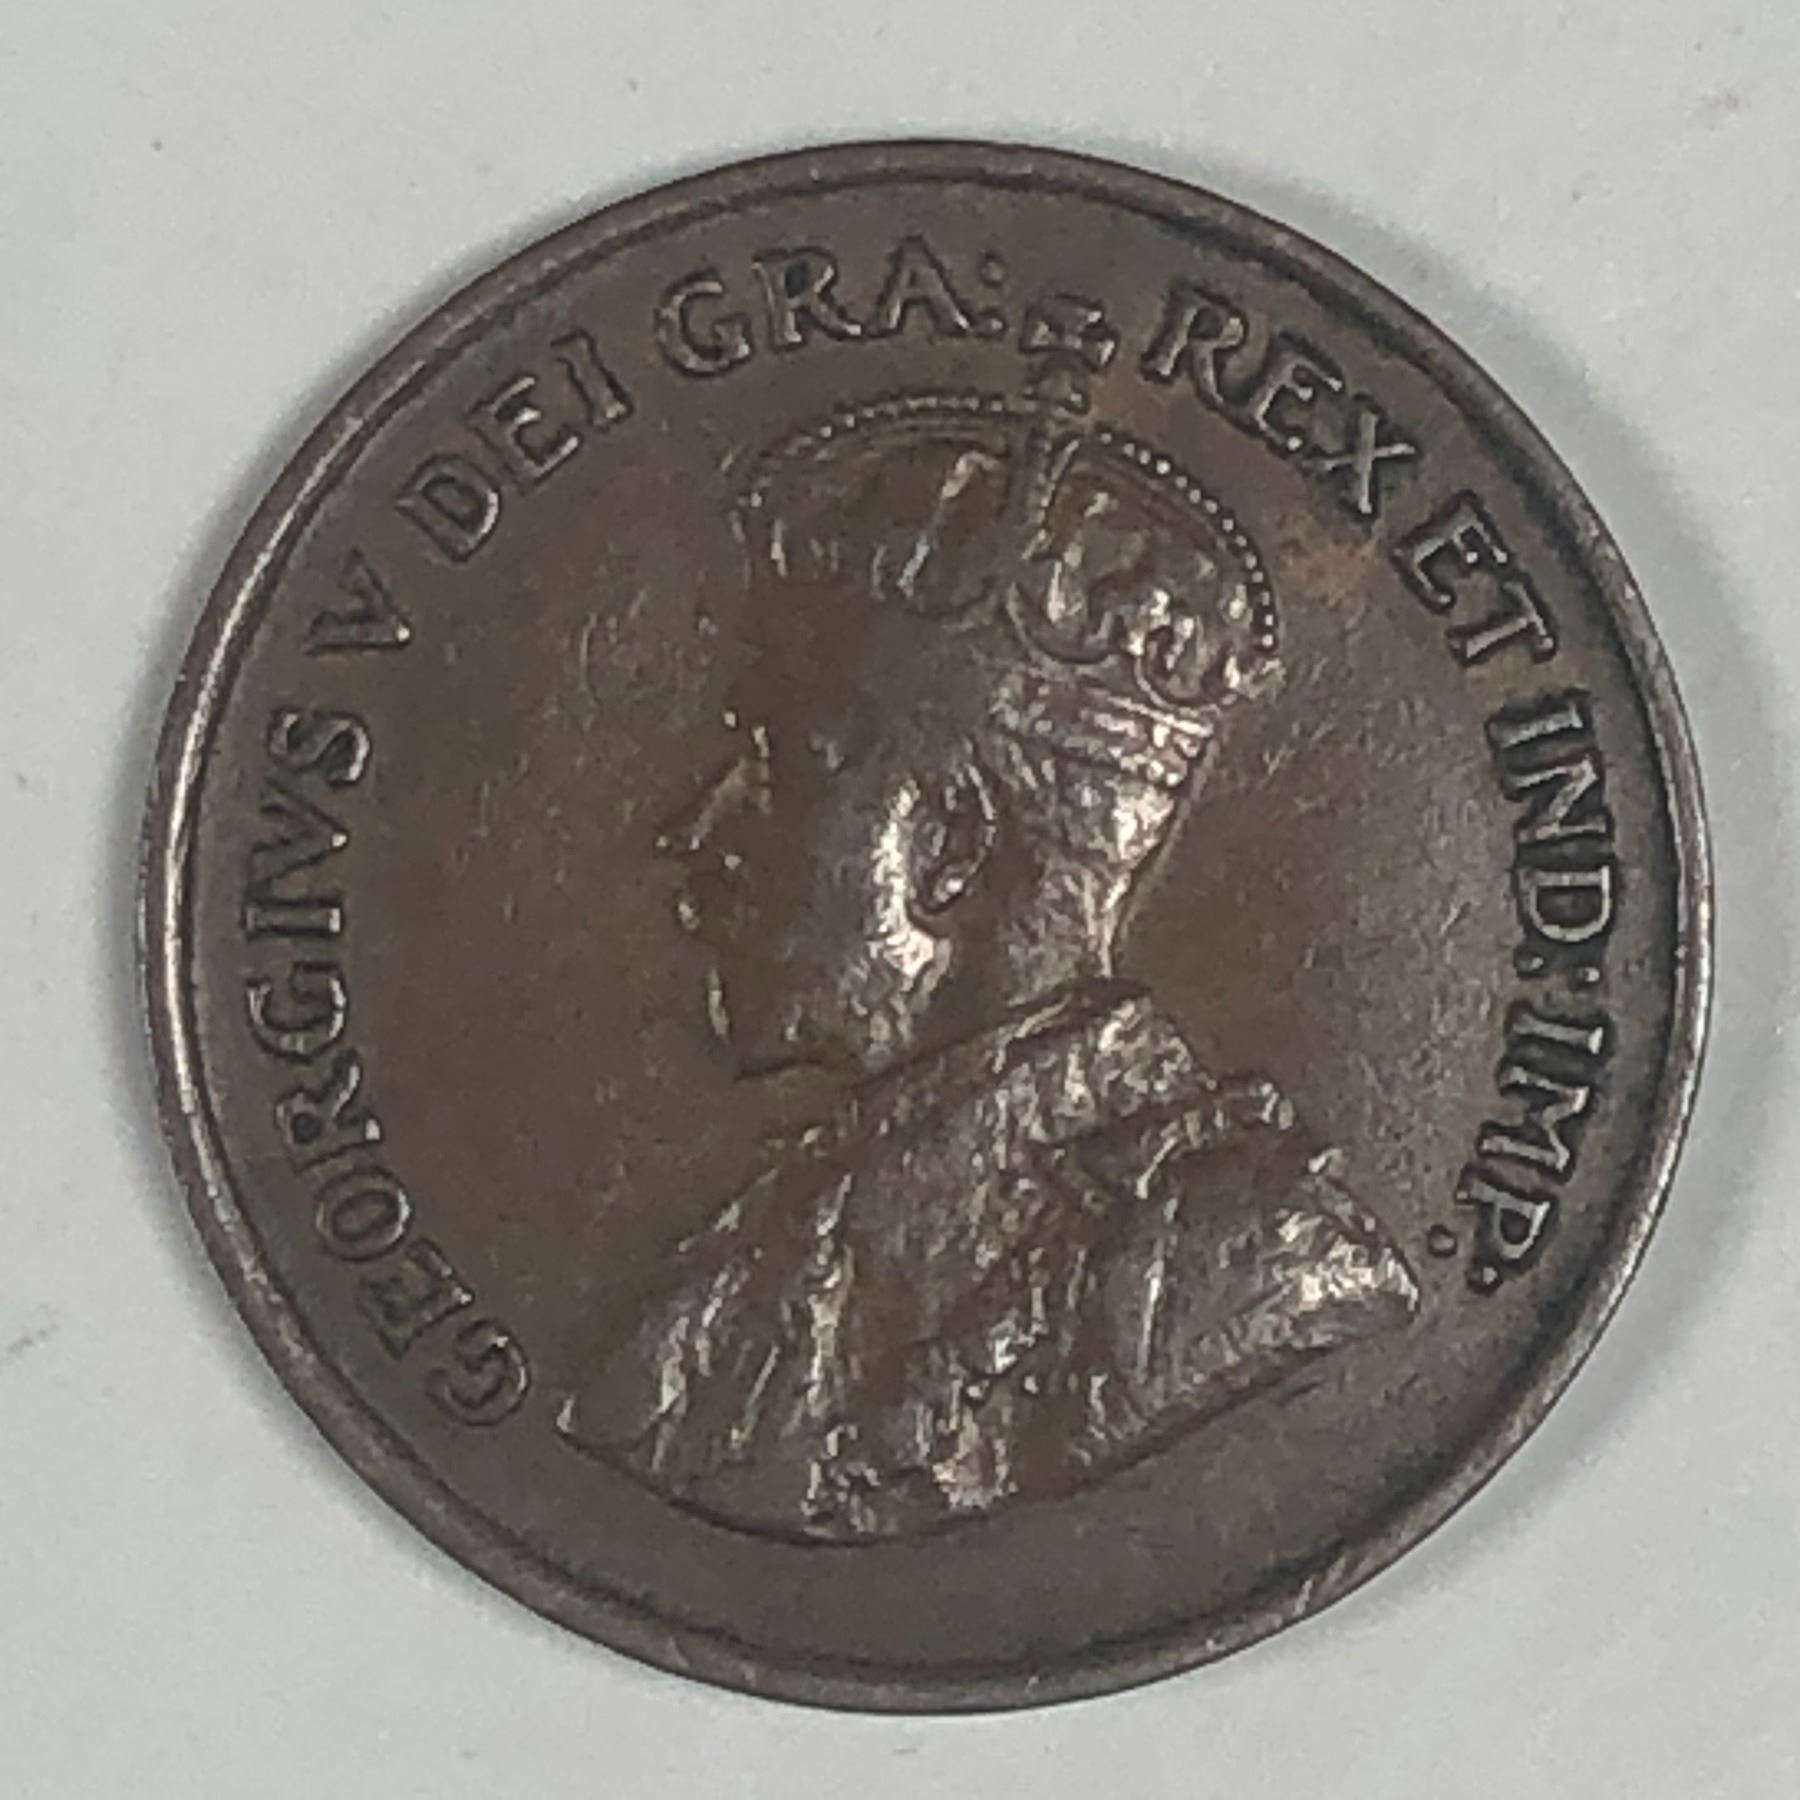 GEORGIVS V DEI GRA: REX ET IND: IMP: